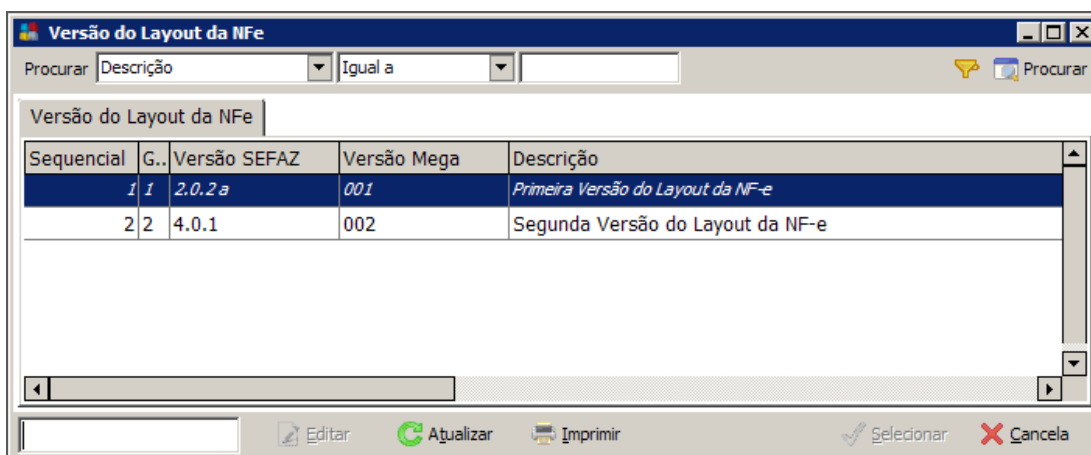 Versão do Layout da NFe
Procurar Descrição Igual a Procurar
Versão do Layout da NFe
Sequencial G.. Versão SEFAZ Versão Mega Descrição
1 1 2.0.2 a 001 Primeira Versão do Layout da NF-e
2 2 4.0.1 002 Segunda Versão do Layout da NF-e
Editar Atualizar Imprimir Selecionar Cancela